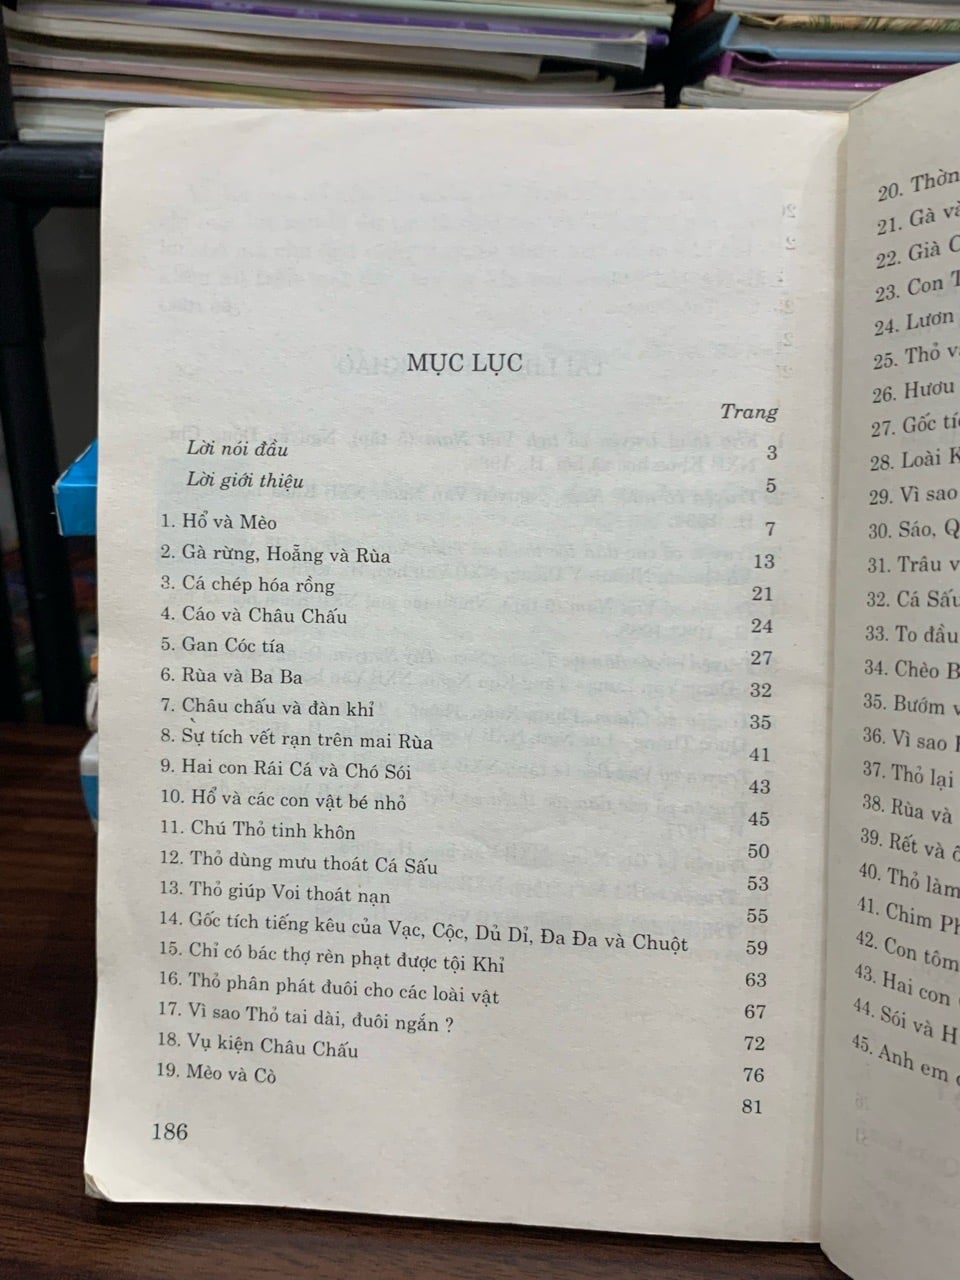 MỤC LỤC
Trang
Lời nói đầu 3
Lời giới thiệu 5
1. Hổ và Mèo 7
2. Gà rừng, Hoẵng và Rùa 13
3. Cá chép hóa rồng 21
4. Cáo và Châu Chấu 24
5. Gan Cóc tía 27
6. Rùa và Ba Ba 32
7. Châu chấu và đàn khỉ 35
8. Sự tích vết rạn trên mai Rùa 41
9. Hai con Rái Cá và Chó Sói 43
10. Hổ và các con vật bé nhỏ 45
11. Chú Thỏ tinh khôn 50
12. Thỏ dùng mưu thoát Cá Sấu 53
13. Thỏ giúp Voi thoát nạn 55
14. Gốc tích tiếng kêu của Vạc, Cộc, Dủ Dỉ, Đa Đa và Chuột 59
15. Chỉ có bác thợ rèn phạt được tội Khỉ 63
16. Thỏ phân phát đuôi cho các loài vật 67
17. Vì sao Thỏ tai dài, đuôi ngắn ? 72
18. Vụ kiện Châu Chấu 76
19. Mèo và Cò 81
186
20. Thờn
21. Gà và
22. Già
23. Con
24. Lươn
25. Thỏ
26. Hươu
27. Gốc
28. Loài
29. Vì sao
30. Sáo,
31. Trâu
32. Cá Sấu
33. To đầu
34. Chèo
35. Bướm
36. Vì sao
37. Thỏ lại
38. Rùa và
39. Rết và
40. Thỏ làm
41. Chim
42. Con tôm
43. Hai con
44. Sói và
45. Anh em